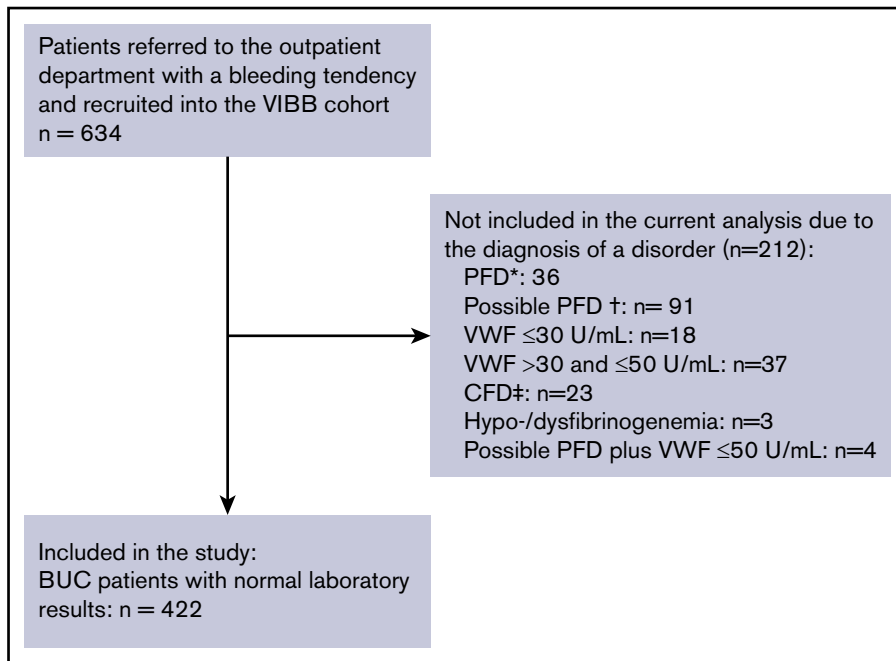 Patients referred to the outpatient
department with a bleeding tendency
and recruited into the VIBB cohort
n = 634
Not included in the current analysis due to
the diagnosis of a disorder (n=212):
PFD*: 36
Possible PFD †: n= 91
VWF ≤30 U/mL: n=18
VWF >30 and ≤50 U/mL: n=37
CFD‡: n=23
Hypo-/dysfibrinogenemia: n=3
Possible PFD plus VWF ≤50 U/mL: n=4
Included in the study:
BUC patients with normal laboratory
results: n = 422